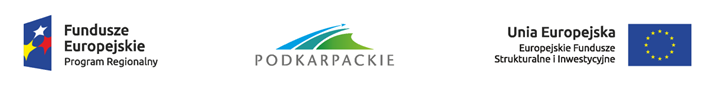 Fundusze
Europejskie
Program Regionalny
PODKARPACKIE
Unia Europejska
Europejskie Fundusze
Strukturalne i Inwestycyjne